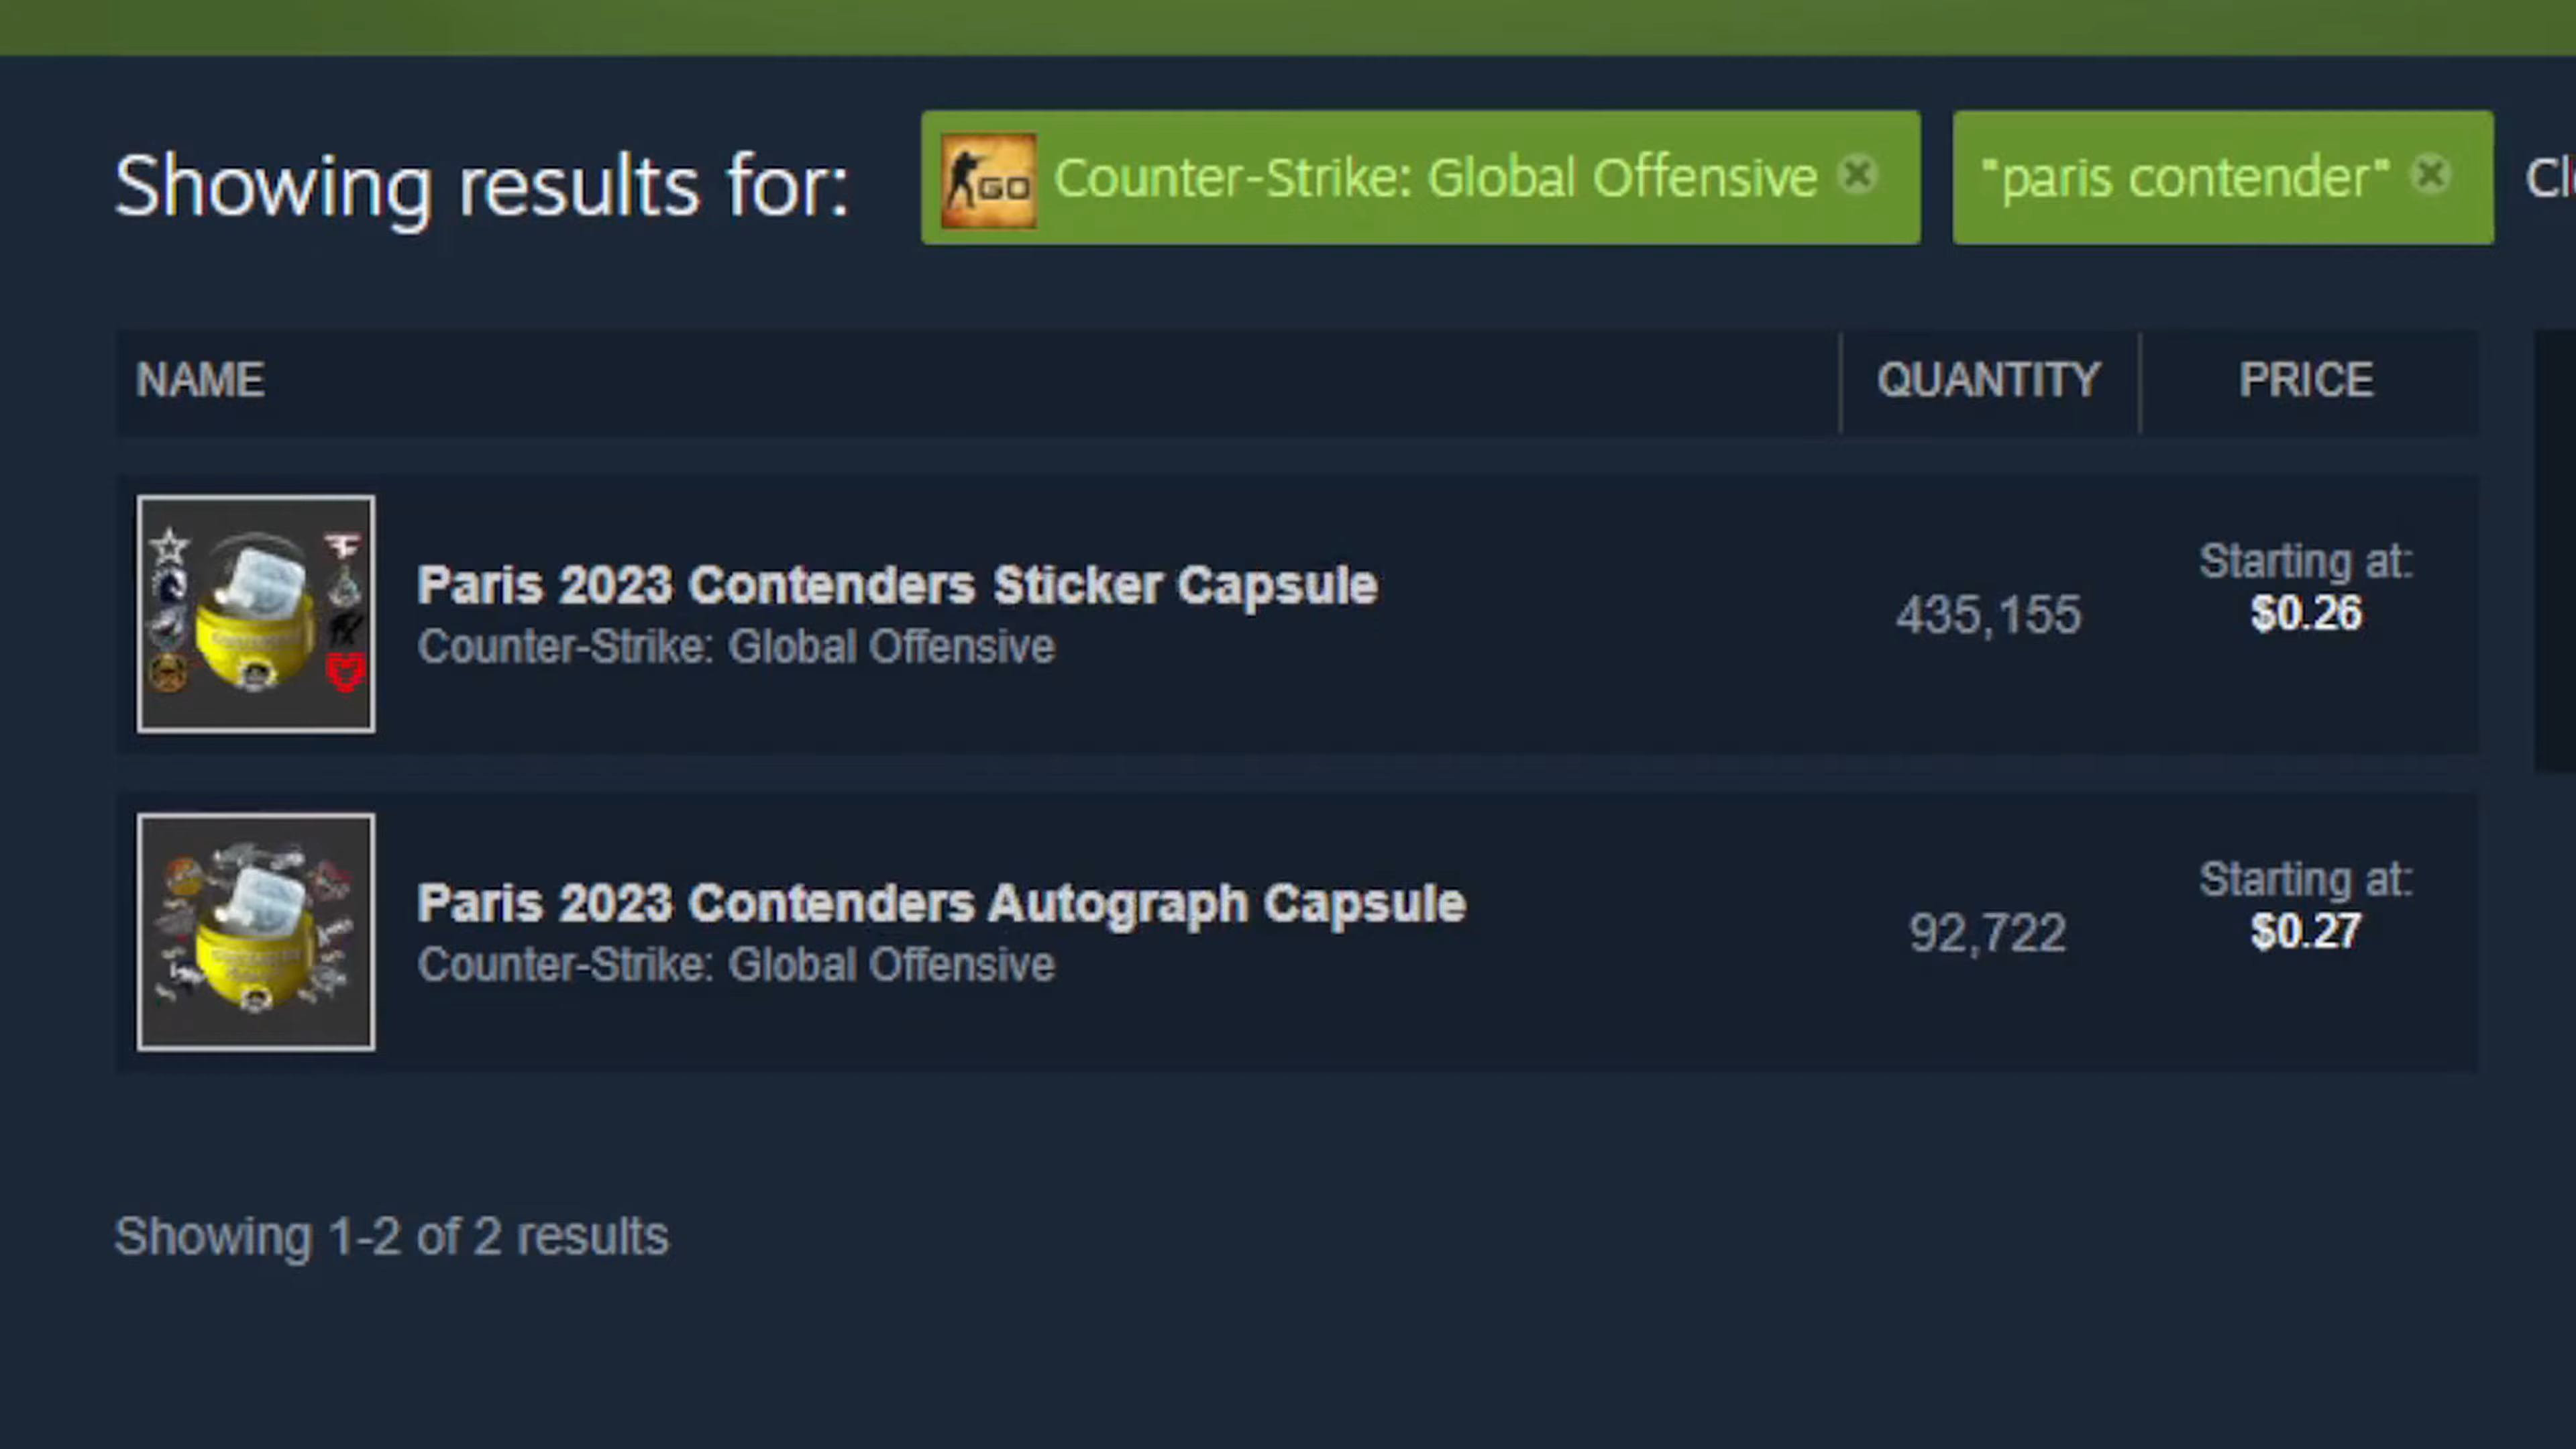 Showing results for:
GO
Counter-Strike: Global Offensive
"paris contender"
NAME
QUANTITY
PRICE
Paris 2023 Contenders Sticker Capsule
Counter-Strike: Global Offensive
435,155
Starting at:
$0.26
Paris 2023 Contenders Autograph Capsule
Counter-Strike: Global Offensive
92,722
Starting at:
$0.27
Showing 1-2 of 2 results